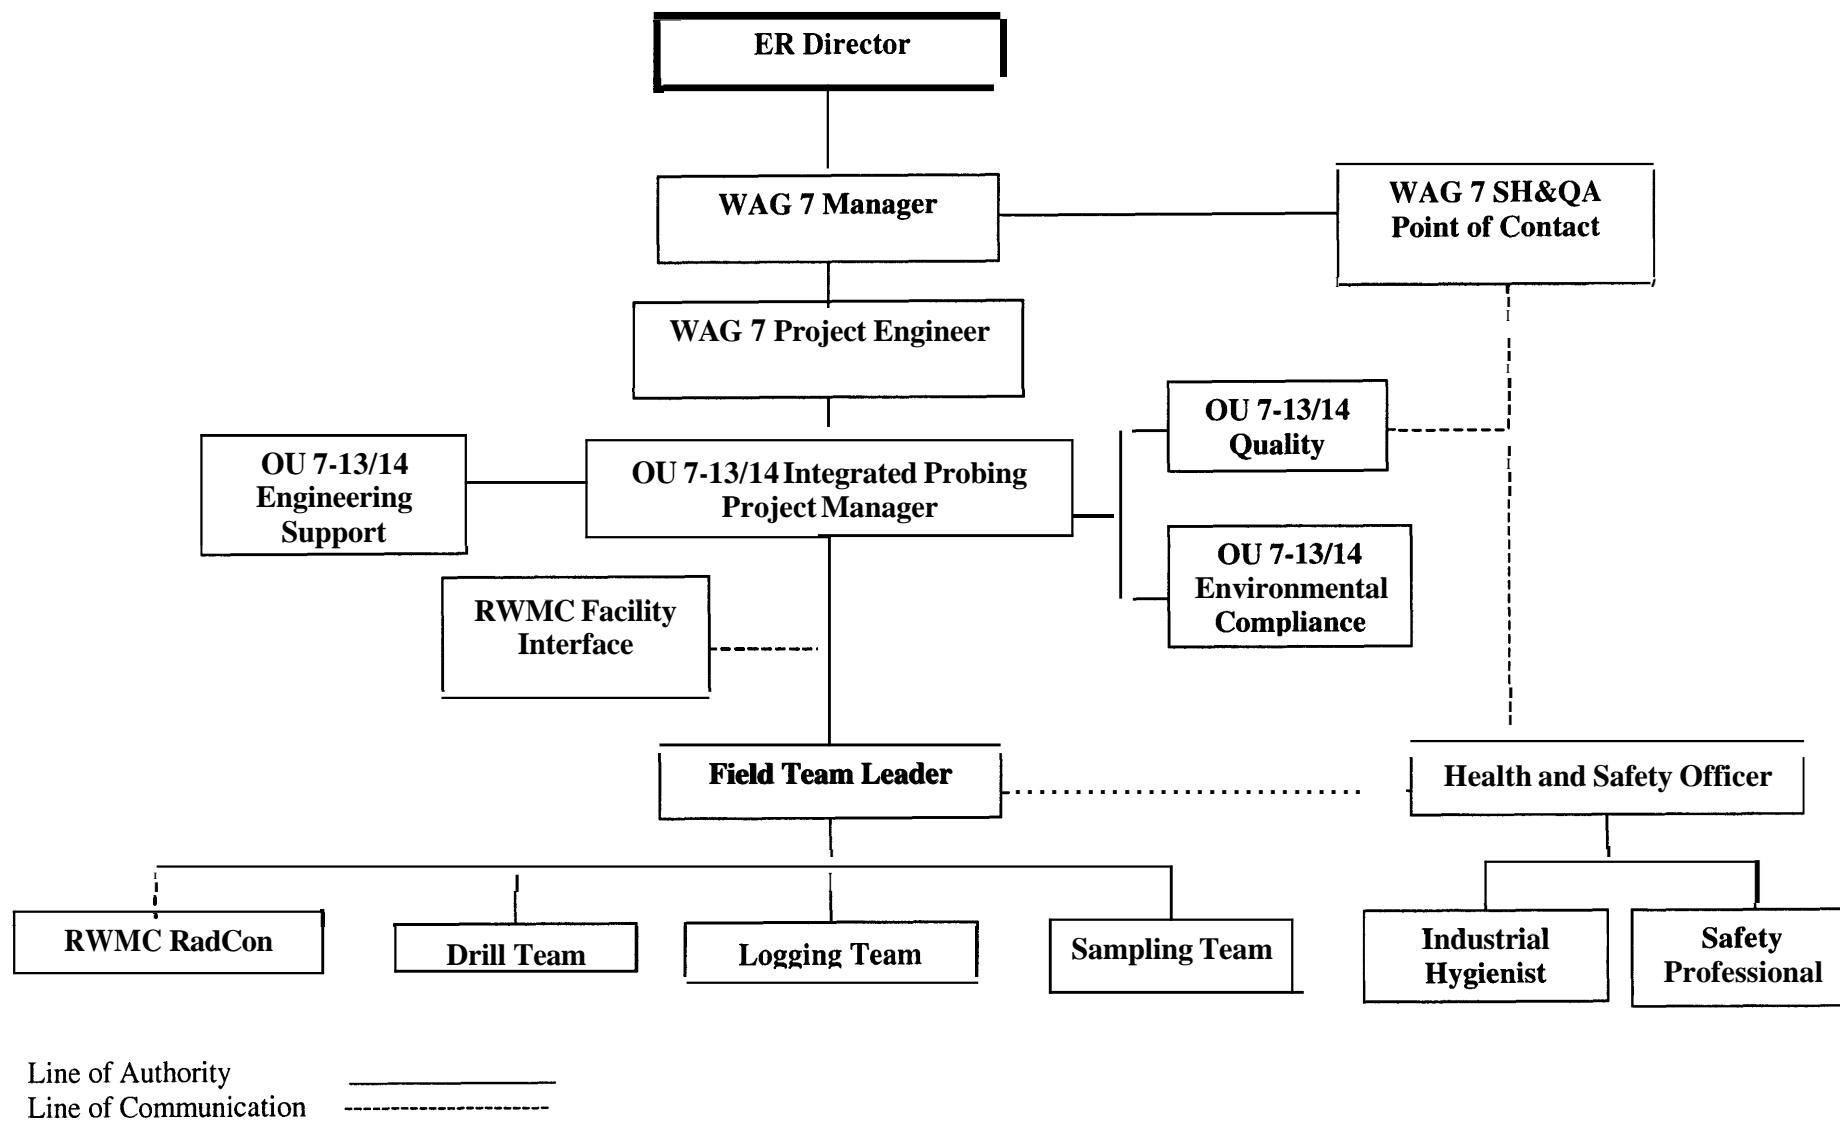 ER Director
WAG 7 Manager
WAG 7 SH&QA
Point of Contact
WAG 7 Project Engineer
OU 7-13/14
Quality
OU 7-13/14
Engineering
Support
OU 7-13/14 Integrated Probing
Project Manager
OU 7-13/14
Environmental
Compliance
RWMC Facility
Interface
Field Team Leader
Health and Safety Officer
RWMC RadCon
Drill Team
Logging Team
Sampling Team
Industrial
Hygienist
Safety
Professional
Line of Authority
Line of Communication